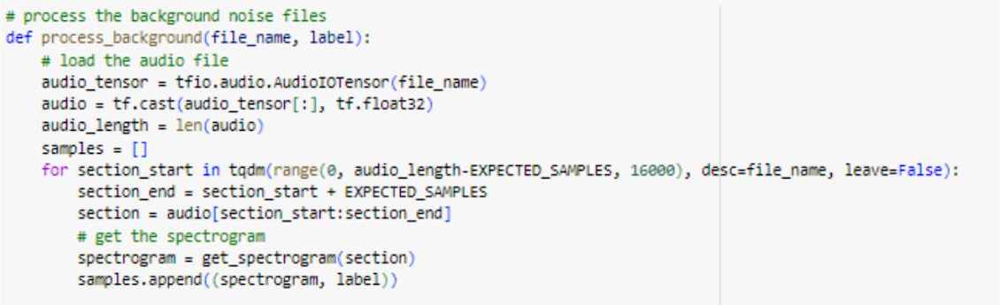 # process the background noise files
def process_background(file_name, label):
    # load the audio file
    audio_tensor = tfio.audio.AudioIOTensor(file_name)
    audio = tf.cast(audio_tensor[:], tf.float32)
    audio_length = len(audio)
    samples = []
    for section_start in tqdm(range(0, audio_length-EXPECTED_SAMPLES, 16000), desc=file_name, leave=False):
        section_end = section_start + EXPECTED_SAMPLES
        section = audio[section_start:section_end]
        # get the spectrogram
        spectrogram = get_spectrogram(section)
        samples.append((spectrogram, label))